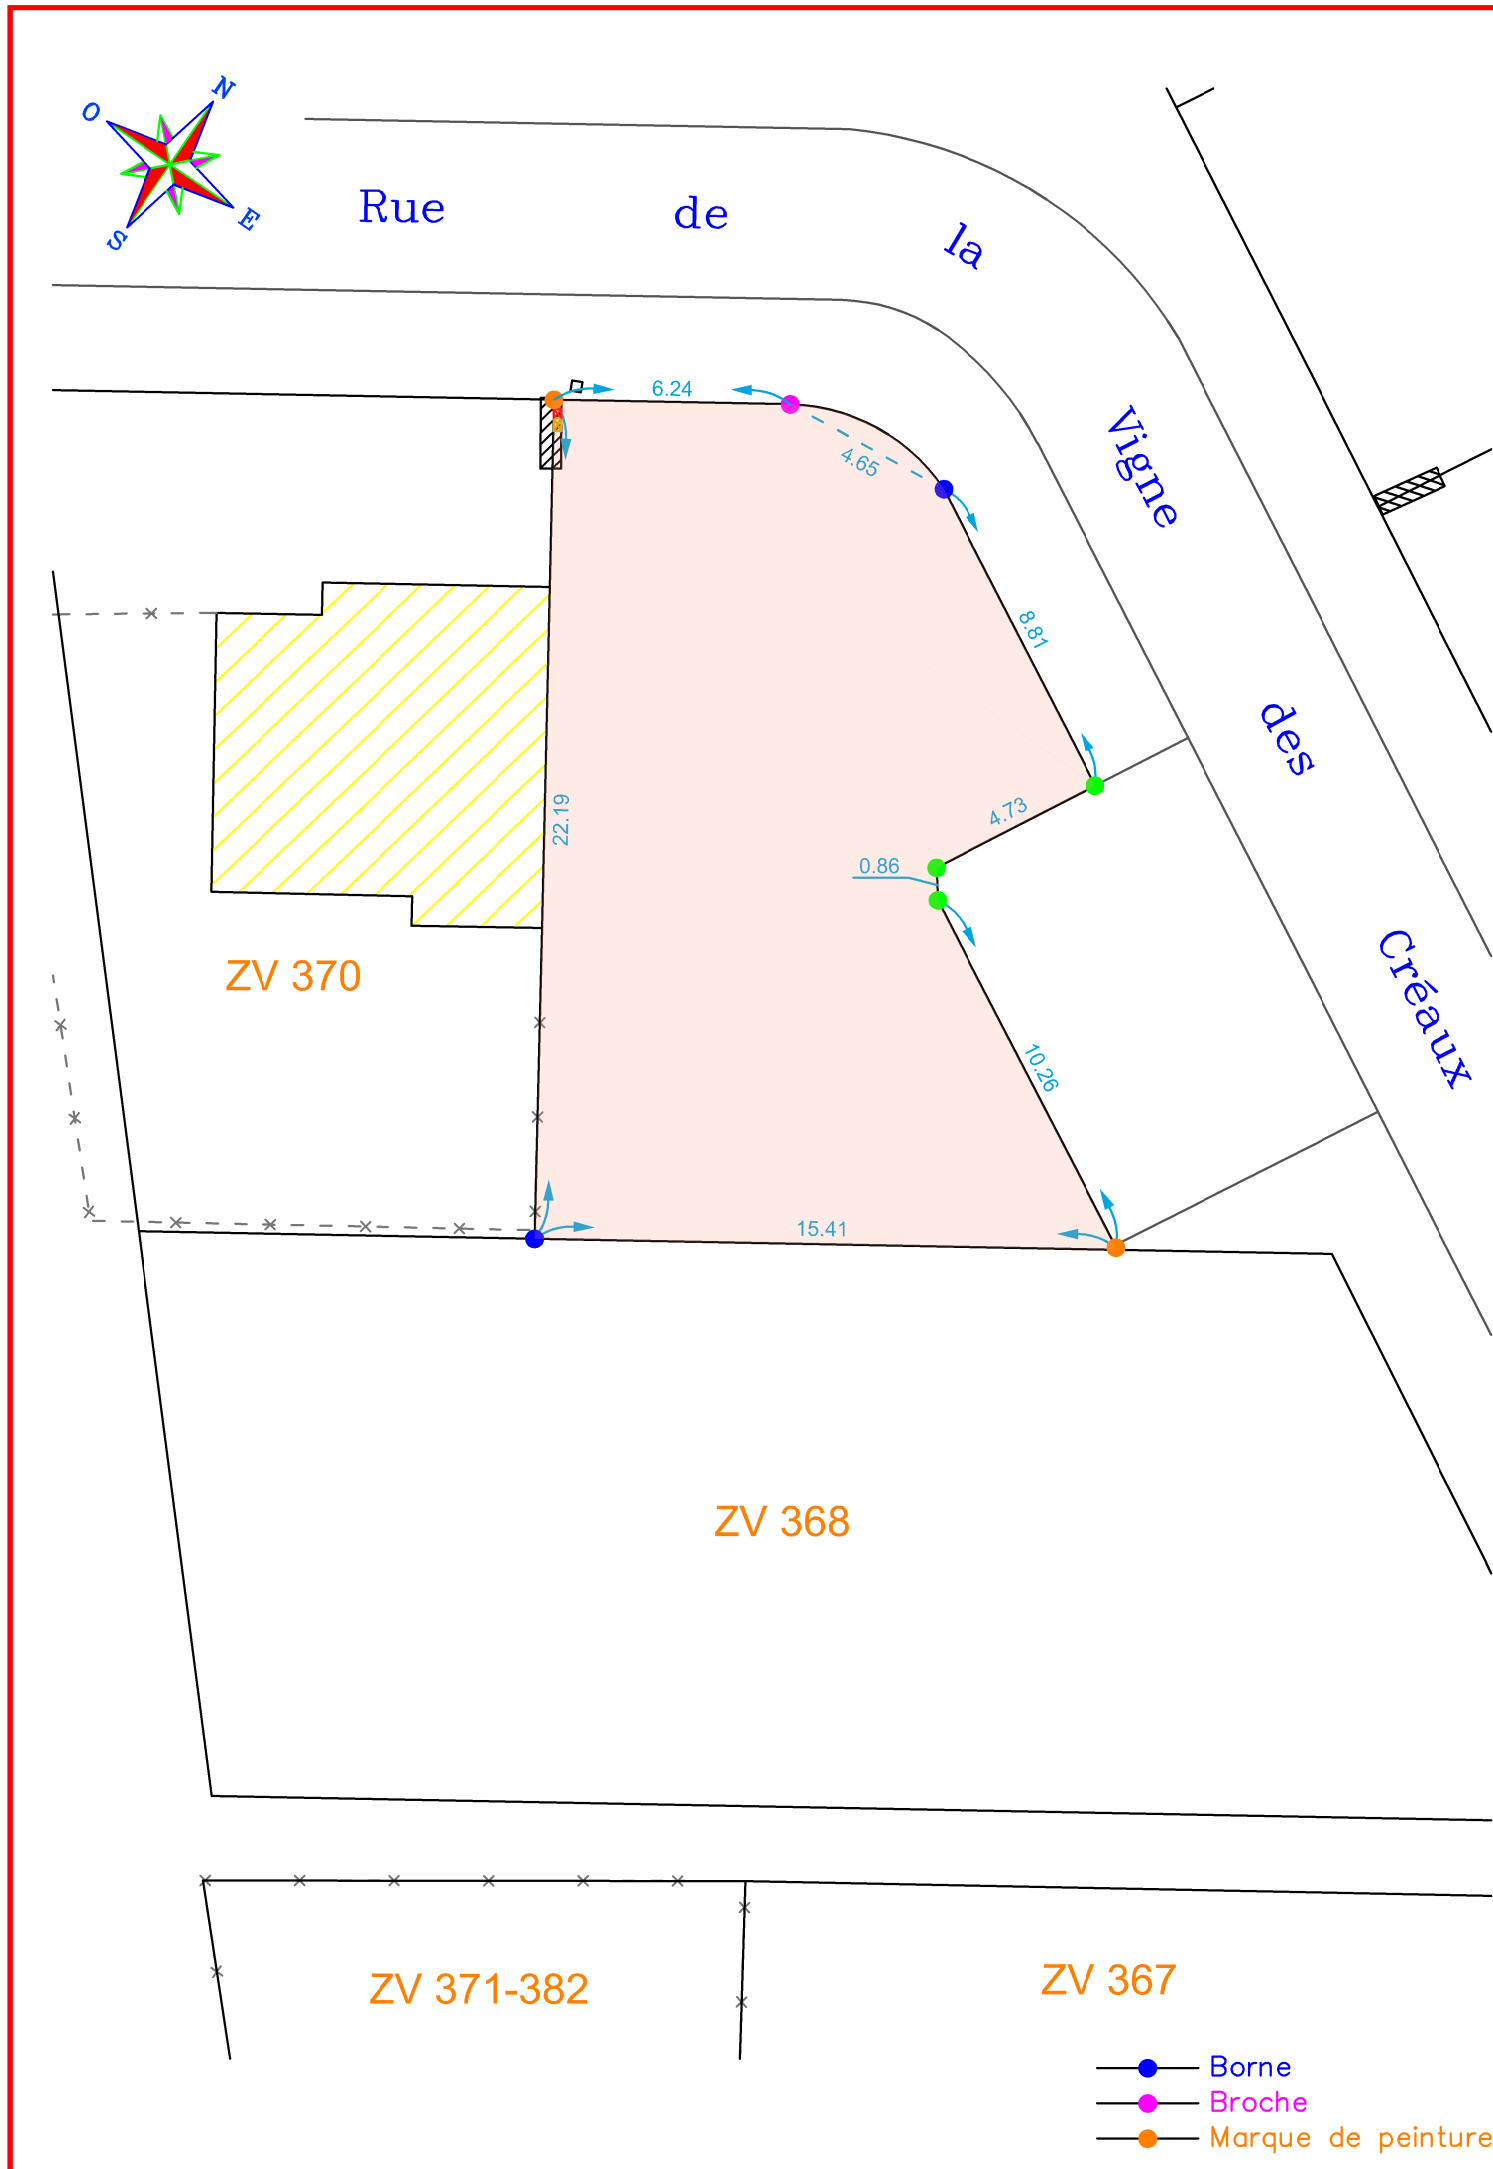 N
O
E
S
Rue de la Vigne des Créaux
6.24
4.65
8.81
22.19
4.73
0.86
ZV 370
10.26
15.41
ZV 368
ZV 371-382
ZV 367
Borne
Broche
Marque de peinture